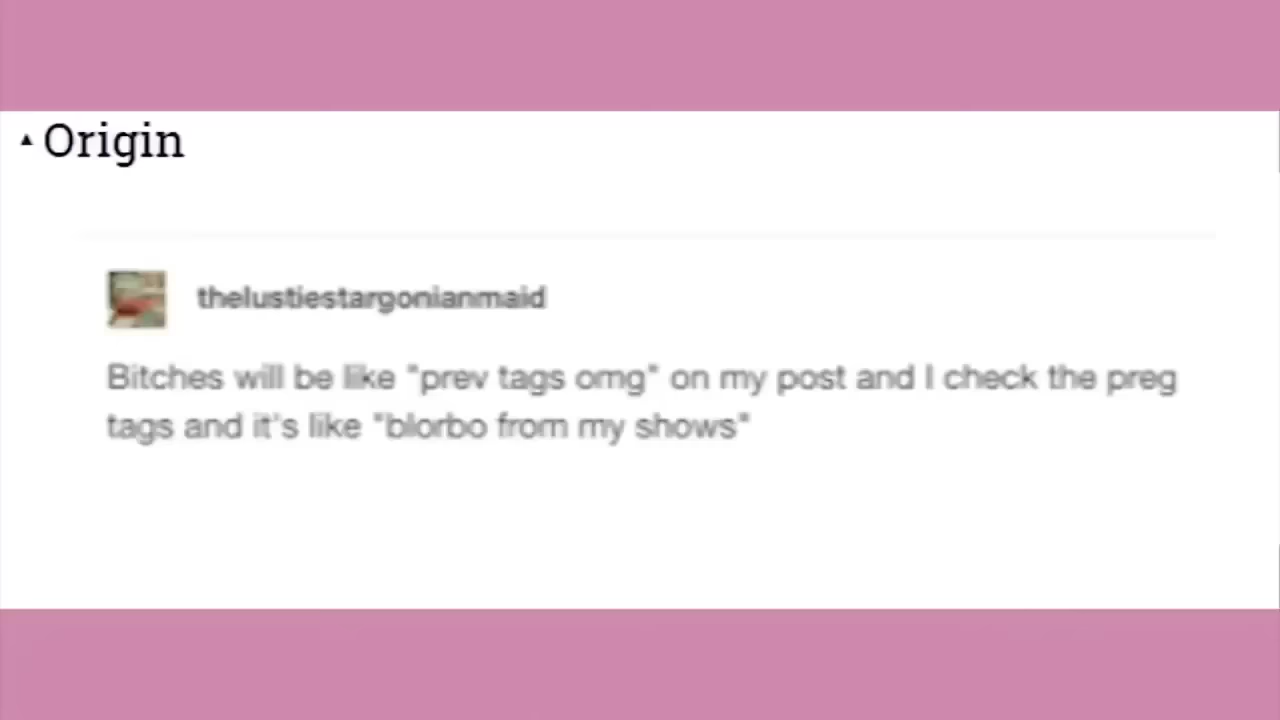 ▲ Origin
thelustiestargonianmaid
Bitches will be like "prev tags omg" on my post and I check the preg
tags and it's like "blorbo from my shows"